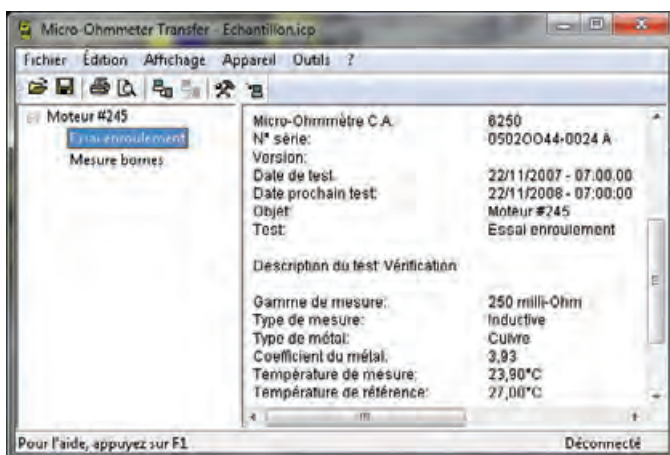 Micro-Ohmmeter Transfer - Echantillon.icp
Fichier Édition Affichage Appareil Outils ?
Moteur #245
Essai enroulement
Mesure bornes
Micro-Ohmmètre C.A. 6250
N° série: 05020044-0024 A
Version:
Date de test. 22/11/2007 - 07.00.00
Date prochain test: 22/11/2008 - 07:00:00
Objet Moteur #245
Test: Essai enroulement
Description du test: Vérification
Gamme de mesure: 250 milli-Ohm
Type de mesure: Inductive
Type de métal: Cuivre
Coefficient du métal. 3,93
Température de mesure: 23,90°C
Température de référence: 27,00°C
Pour l'aide, appuyez sur F1 Déconnecté